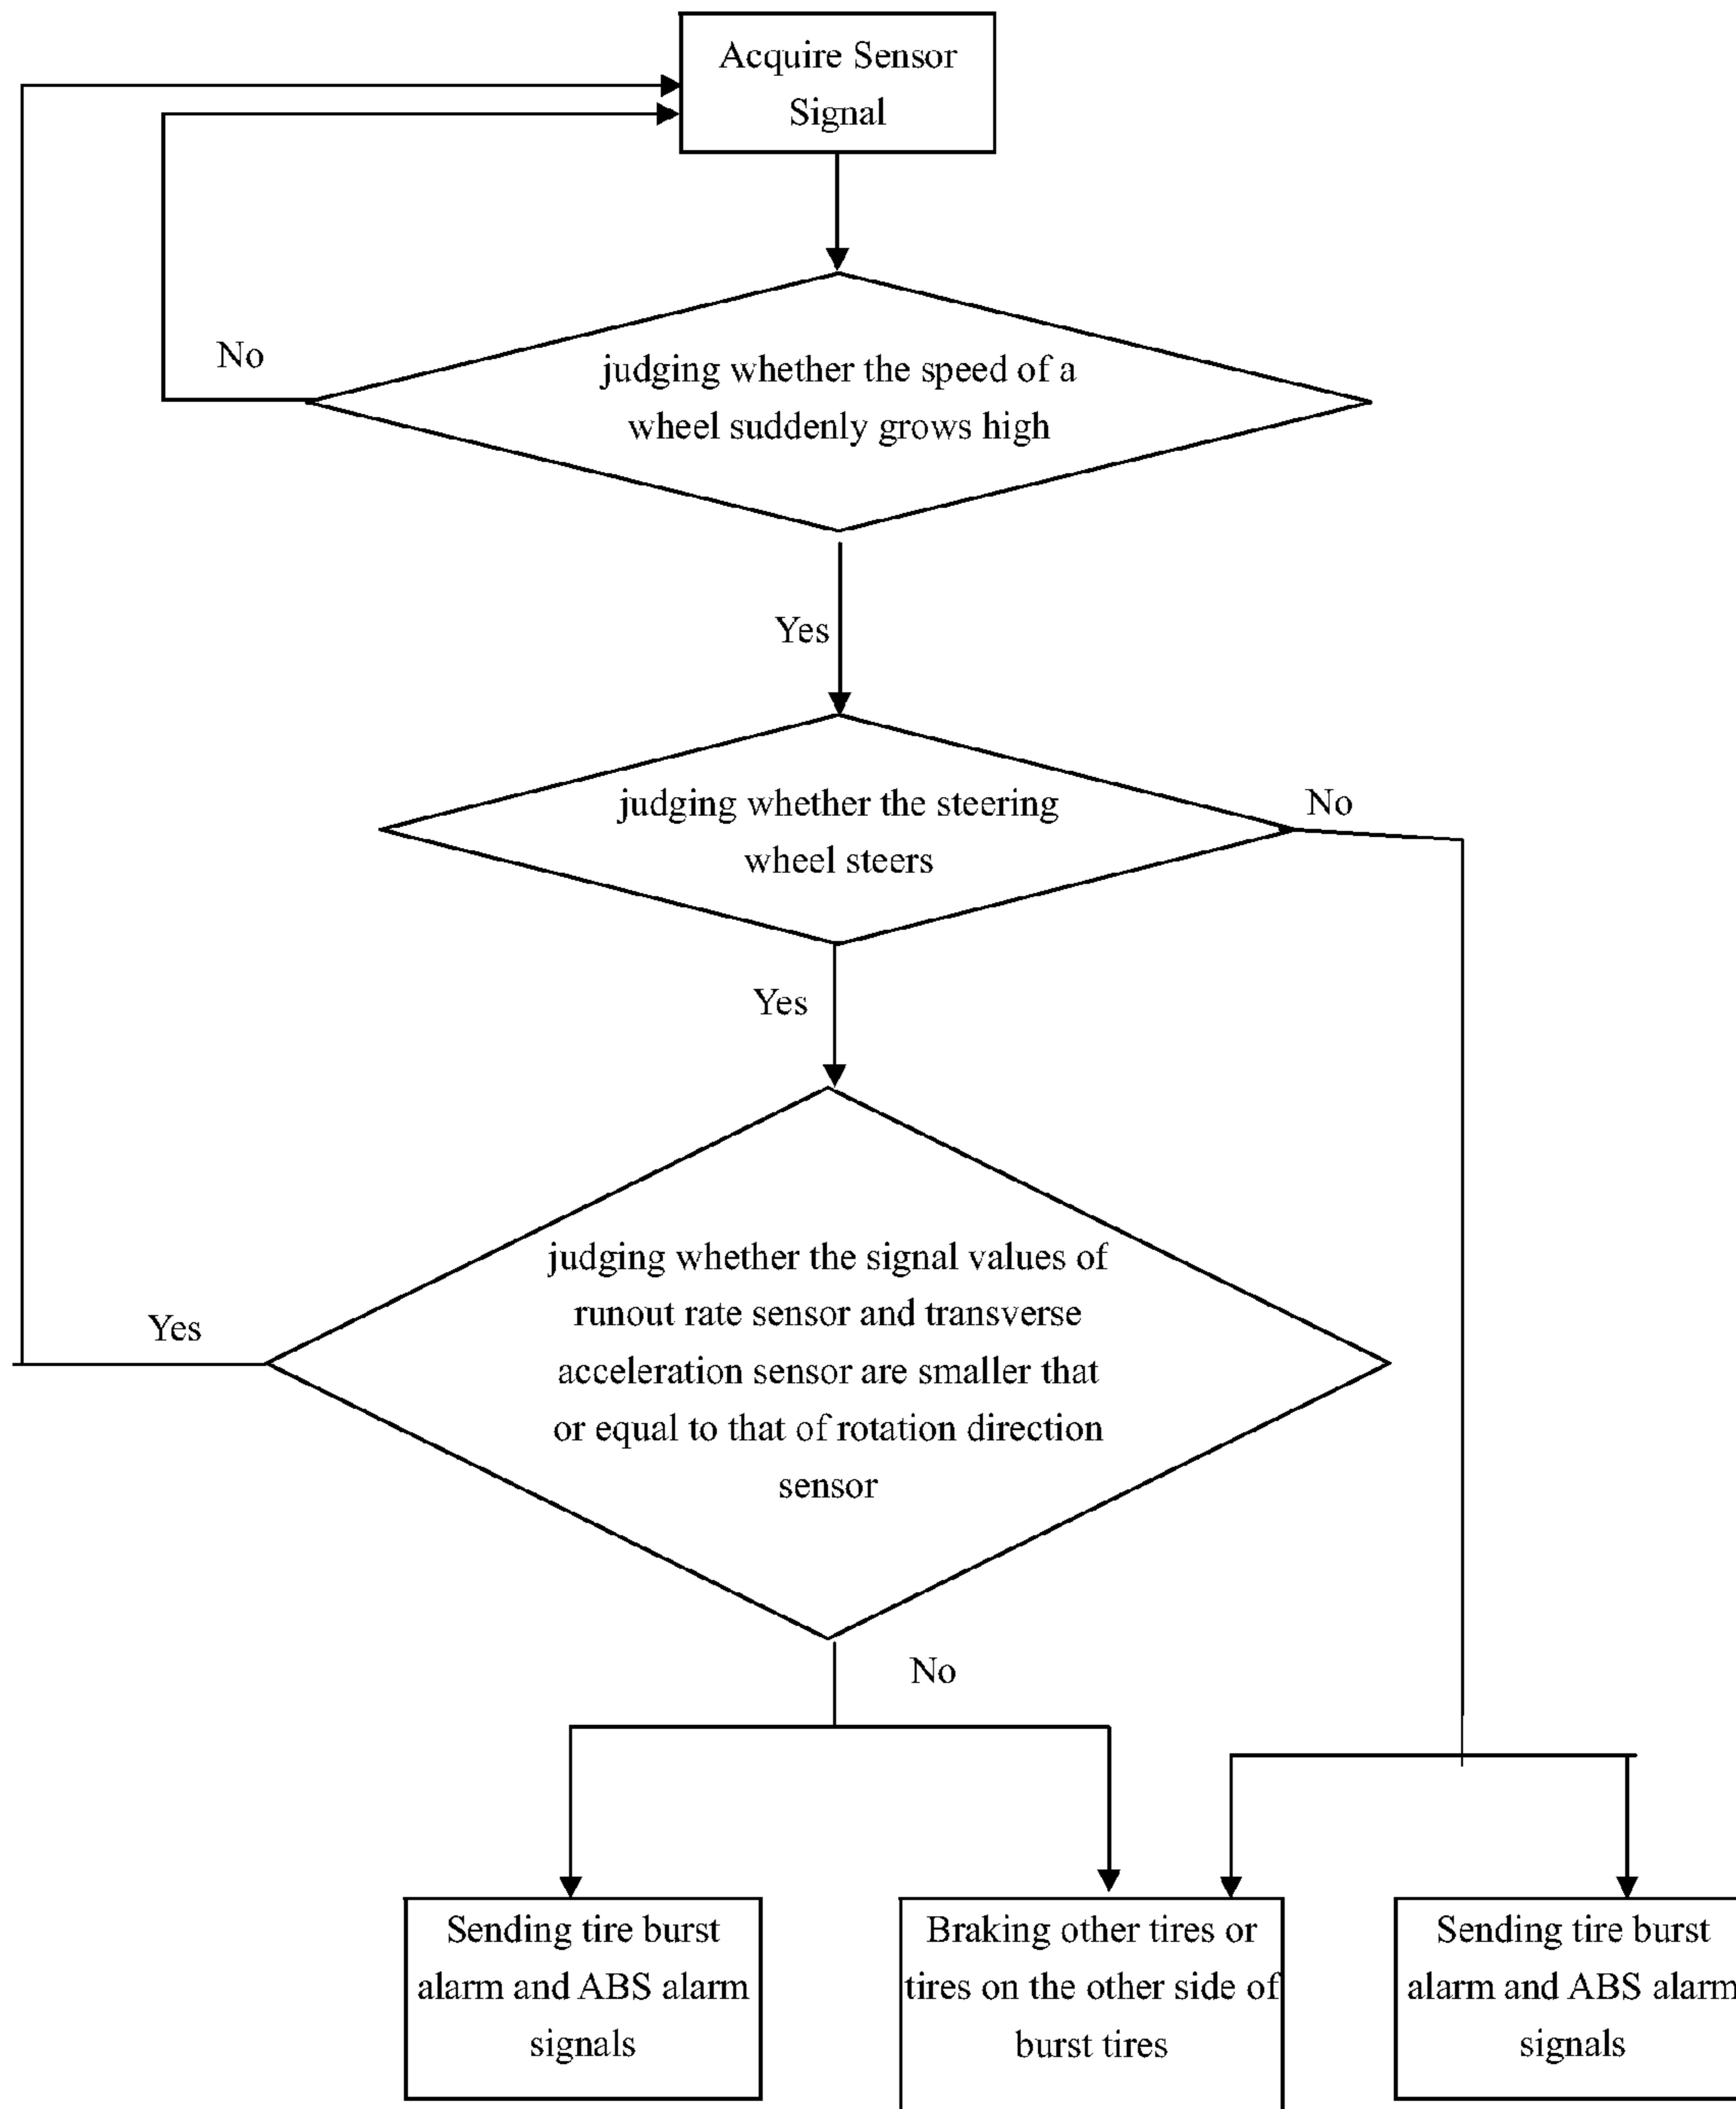 Acquire Sensor
Signal
No
judging whether the speed of a
wheel suddenly grows high
Yes
judging whether the steering
wheel steers
No
Yes
judging whether the signal values of
runout rate sensor and transverse
acceleration sensor are smaller that
or equal to that of rotation direction
sensor
Yes
No
Sending tire burst
alarm and ABS alarm
signals
Braking other tires or
tires on the other side of
burst tires
Sending tire burst
alarm and ABS alarm
signals